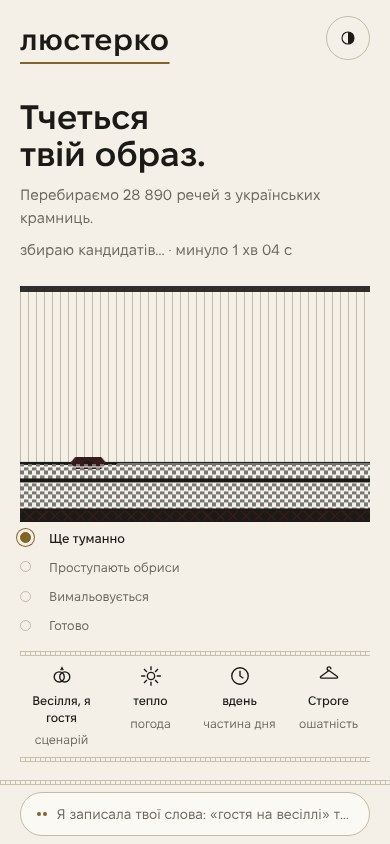 люстерко
Тчеться
твій образ.
Перебираємо 28 890 речей з українських
крамниць.
збираю кандидатів… · минуло 1 хв 04 с
Ще туманно
Проступають обриси
Вимальовується
Готово
Весілля, я
гостя
сценарій
тепло
погода
вдень
частина дня
Строге
ошатність
Я записала твої слова: «гостя на весіллі» т…